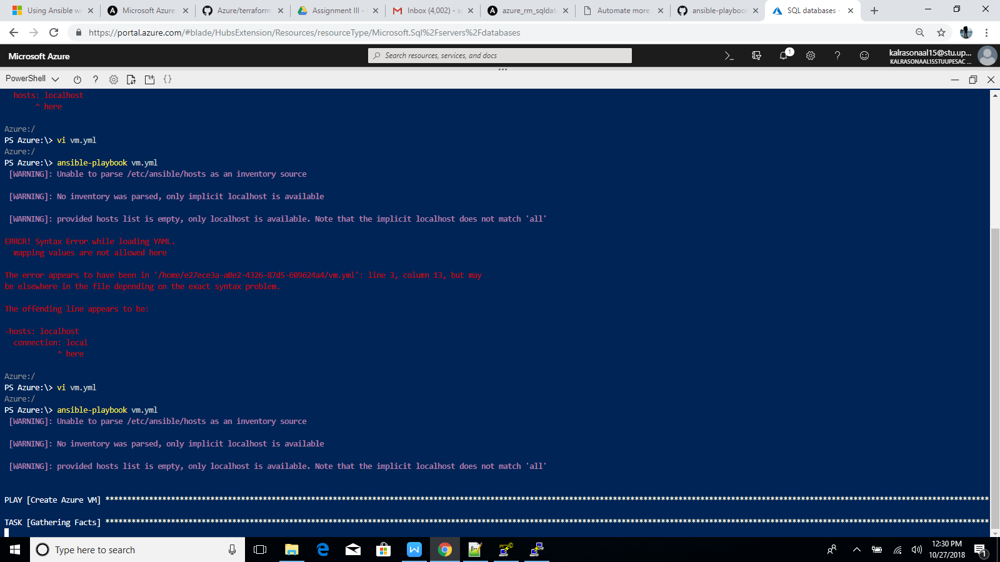 Using Ansible wi
Microsoft Azure
Azure/terraform
Assignment III -
Inbox (4,002) - s
azure_rm_sqldat
Automate more
ansible-playboo
SQL databases -
https://portal.azure.com/#blade/HubsExtension/Resources/resourceType/Microsoft.Sql%2Fservers%2Fdatabases
Microsoft Azure
Search resources, services, and docs
1
kalrasonaal15@stu.up...
KALRASONAAL15STUUPESAC ...
PowerShell
hosts: localhost
^ here
Azure:/
PS Azure:\> vi vm.yml
Azure:/
PS Azure:\> ansible-playbook vm.yml
[WARNING]: Unable to parse /etc/ansible/hosts as an inventory source
[WARNING]: No inventory was parsed, only implicit localhost is available
[WARNING]: provided hosts list is empty, only localhost is available. Note that the implicit localhost does not match 'all'
ERROR! Syntax Error while loading YAML.
mapping values are not allowed here
The error appears to have been in '/home/e27ece3a-a0e2-4326-87d5-609624a4/vm.yml': line 3, column 13, but may
be elsewhere in the file depending on the exact syntax problem.
The offending line appears to be:
-hosts: localhost
connection: local
^ here
Azure:/
PS Azure:\> vi vm.yml
Azure:/
PS Azure:\> ansible-playbook vm.yml
[WARNING]: Unable to parse /etc/ansible/hosts as an inventory source
[WARNING]: No inventory was parsed, only implicit localhost is available
[WARNING]: provided hosts list is empty, only localhost is available. Note that the implicit localhost does not match 'all'
PLAY [Create Azure VM] **********************************************************************************************************************************************************************************************************
TASK [Gathering Facts] **********************************************************************************************************************************************************************************************************
Type here to search
12:30 PM
10/27/2018
1